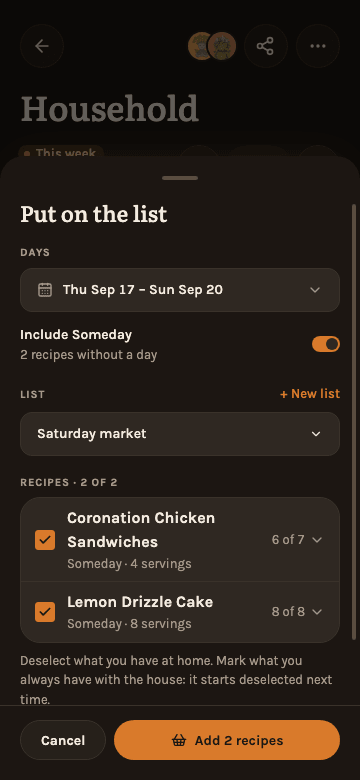 Household
This week
Put on the list
DAYS
Thu Sep 17 – Sun Sep 20
Include Someday
2 recipes without a day
LIST
+ New list
Saturday market
RECIPES · 2 OF 2
Coronation Chicken
Sandwiches
6 of 7
Someday · 4 servings
Lemon Drizzle Cake
8 of 8
Someday · 8 servings
Deselect what you have at home. Mark what you
always have with the house: it starts deselected next
time.
Cancel
Add 2 recipes